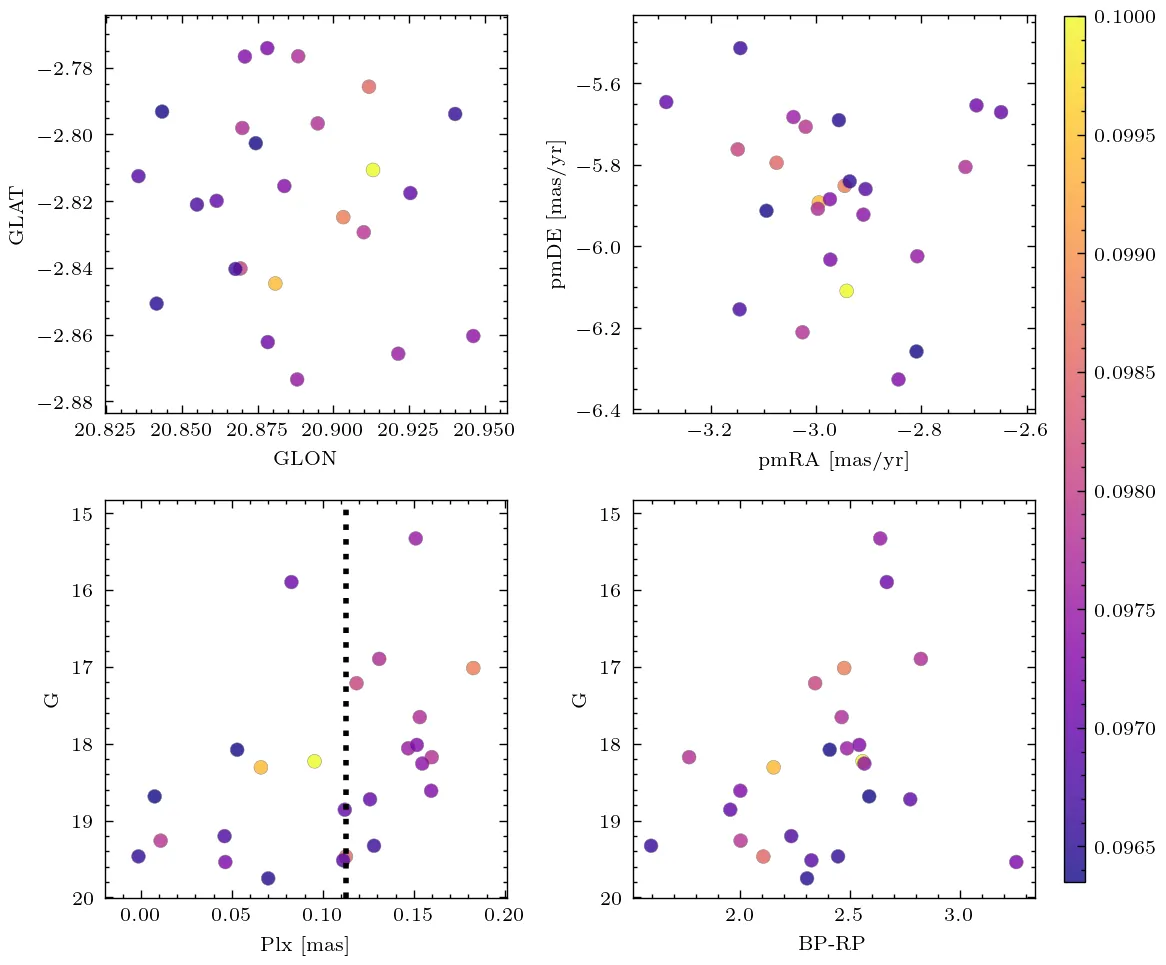 −2.78
−2.80
−2.82
−2.84
−2.86
−2.88
GLAT
20.825 20.850 20.875 20.900 20.925 20.950
GLON
−5.6
−5.8
−6.0
−6.2
−6.4
pmDE [mas/yr]
−3.2 −3.0 −2.8 −2.6
pmRA [mas/yr]
15
16
17
18
19
20
G
0.00 0.05 0.10 0.15 0.20
Plx [mas]
15
16
17
18
19
20
G
2.0 2.5 3.0
BP-RP
0.1000
0.0995
0.0990
0.0985
0.0980
0.0975
0.0970
0.0965